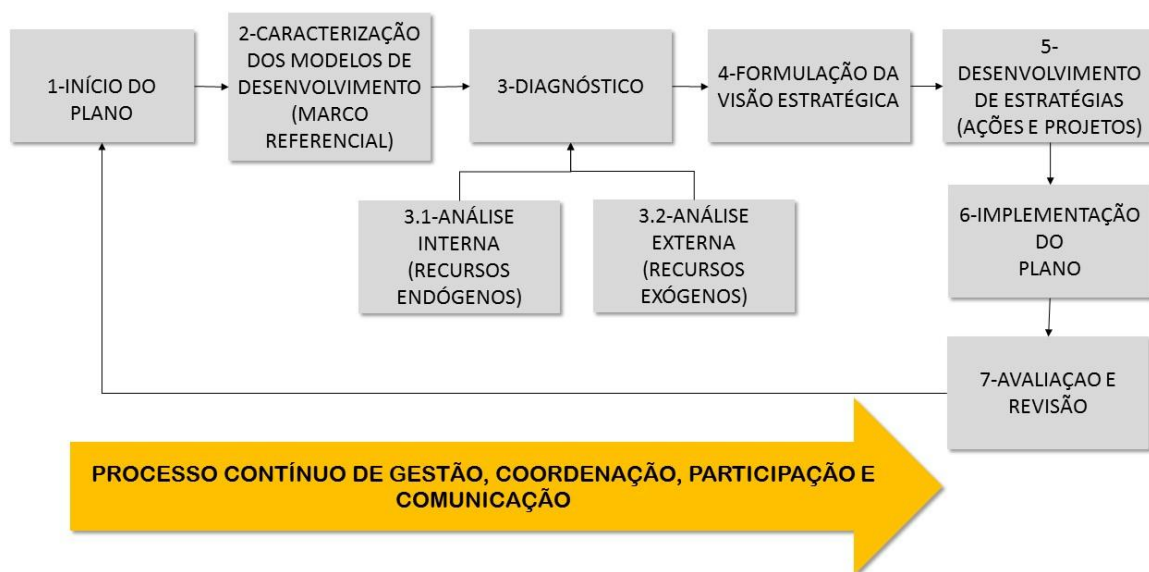 1-INÍCIO DO
PLANO
2-CARACTERIZAÇÃO
DOS MODELOS DE
DESENVOLVIMENTO
(MARCO
REFERENCIAL)
3-DIAGNÓSTICO
4-FORMULAÇÃO DA
VISÃO ESTRATÉGICA
5-
DESENVOLVIMENTO
DE ESTRATÉGIAS
(AÇÕES E PROJETOS)
3.1-ANÁLISE
INTERNA
(RECURSOS
ENDÓGENOS)
3.2-ANÁLISE
EXTERNA
(RECURSOS
EXÓGENOS)
6-IMPLEMENTAÇÃO
DO
PLANO
7-AVALIAÇAO E
REVISÃO
PROCESSO CONTÍNUO DE GESTÃO, COORDENAÇÃO, PARTICIPAÇÃO E
COMUNICAÇÃO